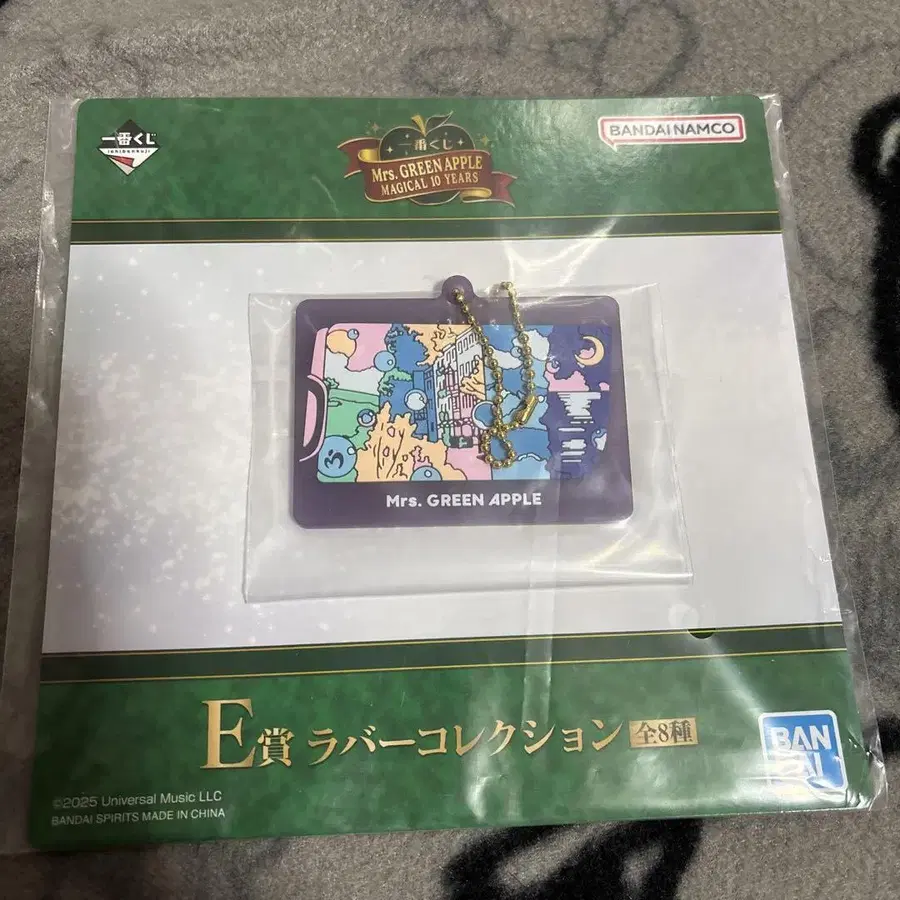 一番くじ
ichibankuji
一番くじ
Mrs. GREEN APPLE
MAGICAL 10 YEARS
BANDAI NAMCO
Mrs. GREEN APPLE
E賞 ラバーコレクション 全8種
BANDAI
©2025 Universal Music LLC
BANDAI SPIRITS MADE IN CHINA